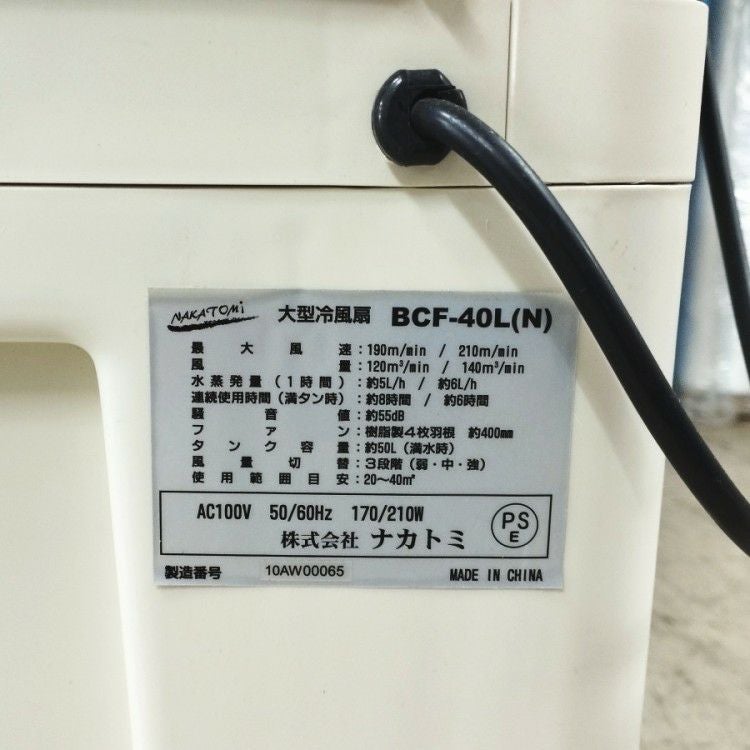 NAKATOMI 大型冷風扇 BCF-40L(N)
最大風速：190m/min / 210m/min
風量：120m³/min / 140m³/min
水蒸発量（1時間）：約5L/h / 約6L/h
連続使用時間（満タン時）：約8時間 / 約6時間
騒音値：約55dB
ファン：樹脂製4枚羽根 約400mm
タンク容量：約50L（満水時）
風量切替：3段階（弱・中・強）
使用範囲目安：20～40㎡
AC100V 50/60Hz 170/210W
PS
E
株式会社 ナカトミ
製造番号 10AW00065 MADE IN CHINA